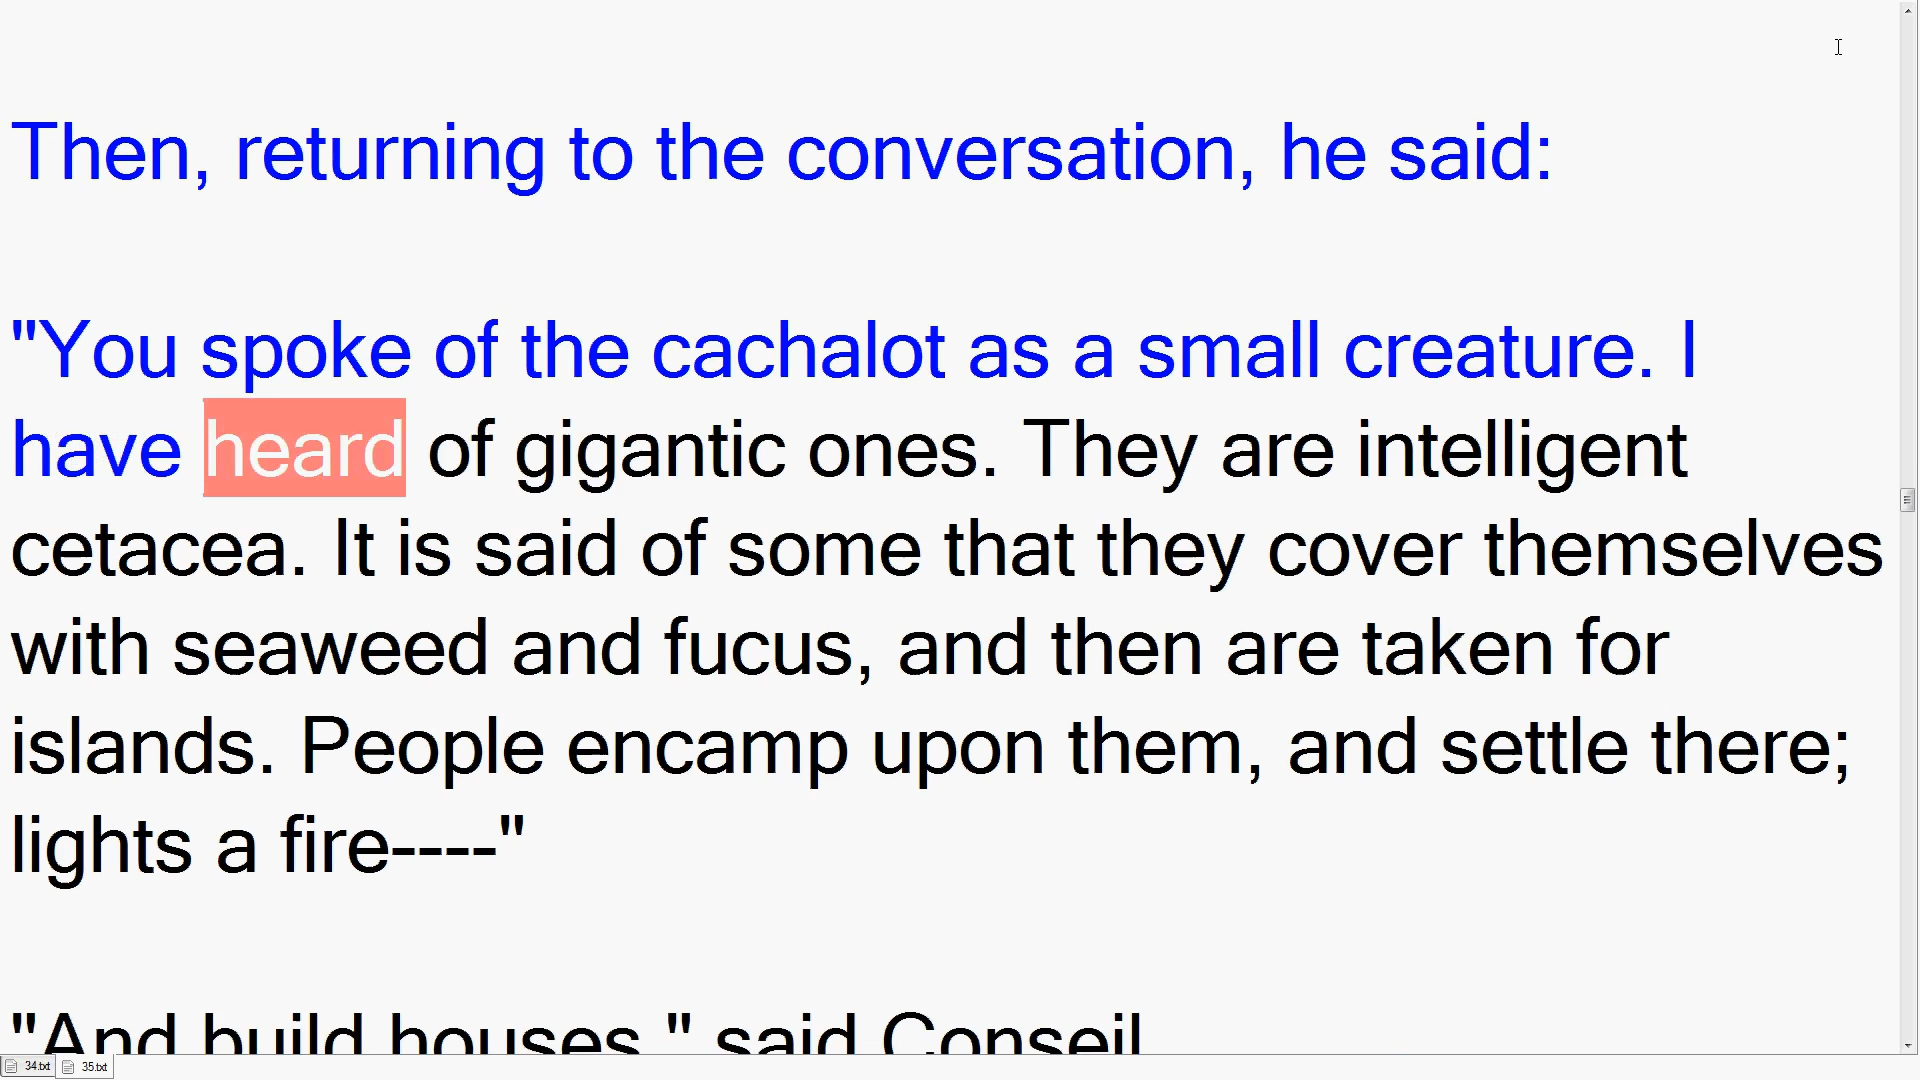 Then, returning to the conversation, he said:
"You spoke of the cachalot as a small creature. I
have heard of gigantic ones. They are intelligent
cetacea. It is said of some that they cover themselves
with seaweed and fucus, and then are taken for
islands. People encamp upon them, and settle there;
lights a fire----"
"And build houses," said Conseil
34.txt 35.txt